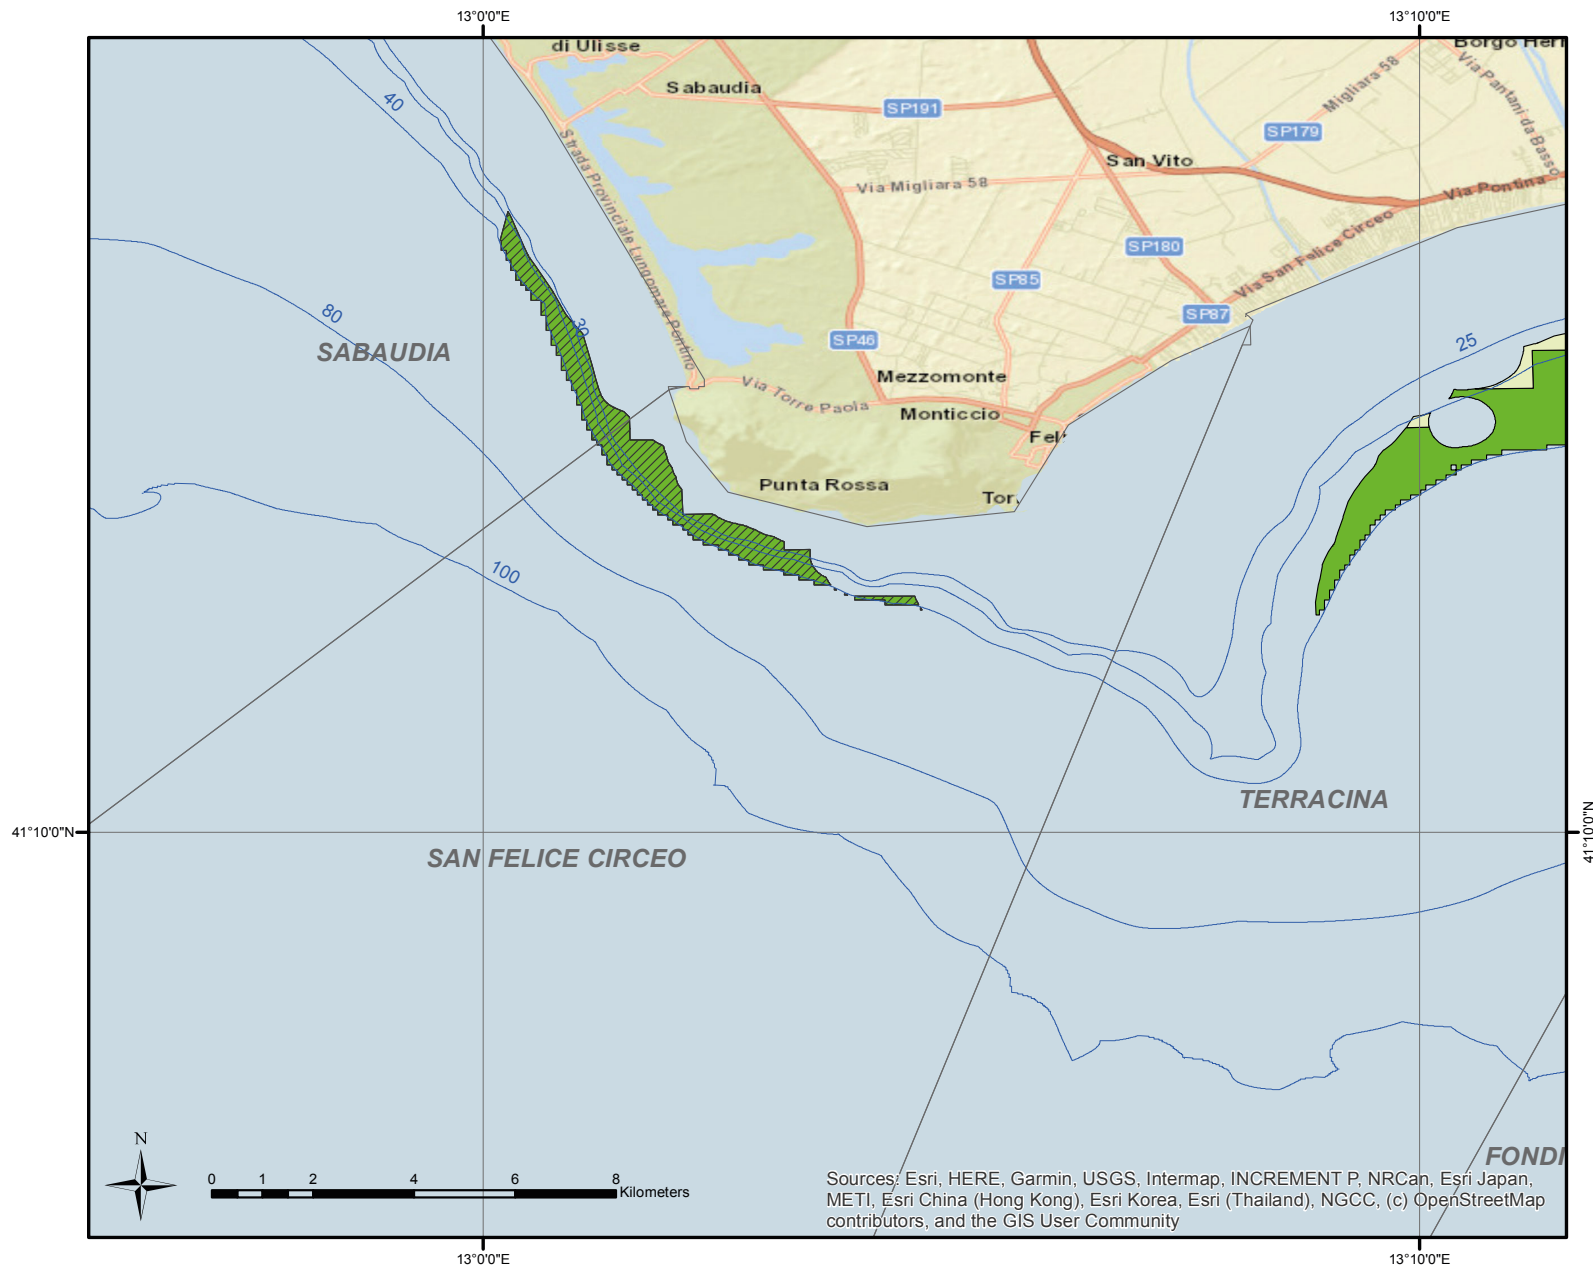 13°0'0"E
13°10'0"E
di Ulisse
Borgo Her
40
Sabaudia
SP191
Migliara 58
Via Pantani da Basso
SP179
Strada Provinciale Lungomare Pontino
San Vito
Via Migliara 58
Via Pontina
SP180
Via San Felice Circeo
SP85
80
30
SP87
SABAUDIA
SP46
25
Mezzomonte
Via Torre Paola
Monticcio
Fel
Punta Rossa
Tor
100
TERRACINA
41°10'0"N
41°10'0"N
SAN FELICE CIRCEO
N
FONDI
0 1 2 4 6 8
Kilometers
Sources: Esri, HERE, Garmin, USGS, Intermap, INCREMENT P, NRCan, Esri Japan,
METI, Esri China (Hong Kong), Esri Korea, Esri (Thailand), NGCC, (c) OpenStreetMap
contributors, and the GIS User Community
13°0'0"E
13°10'0"E